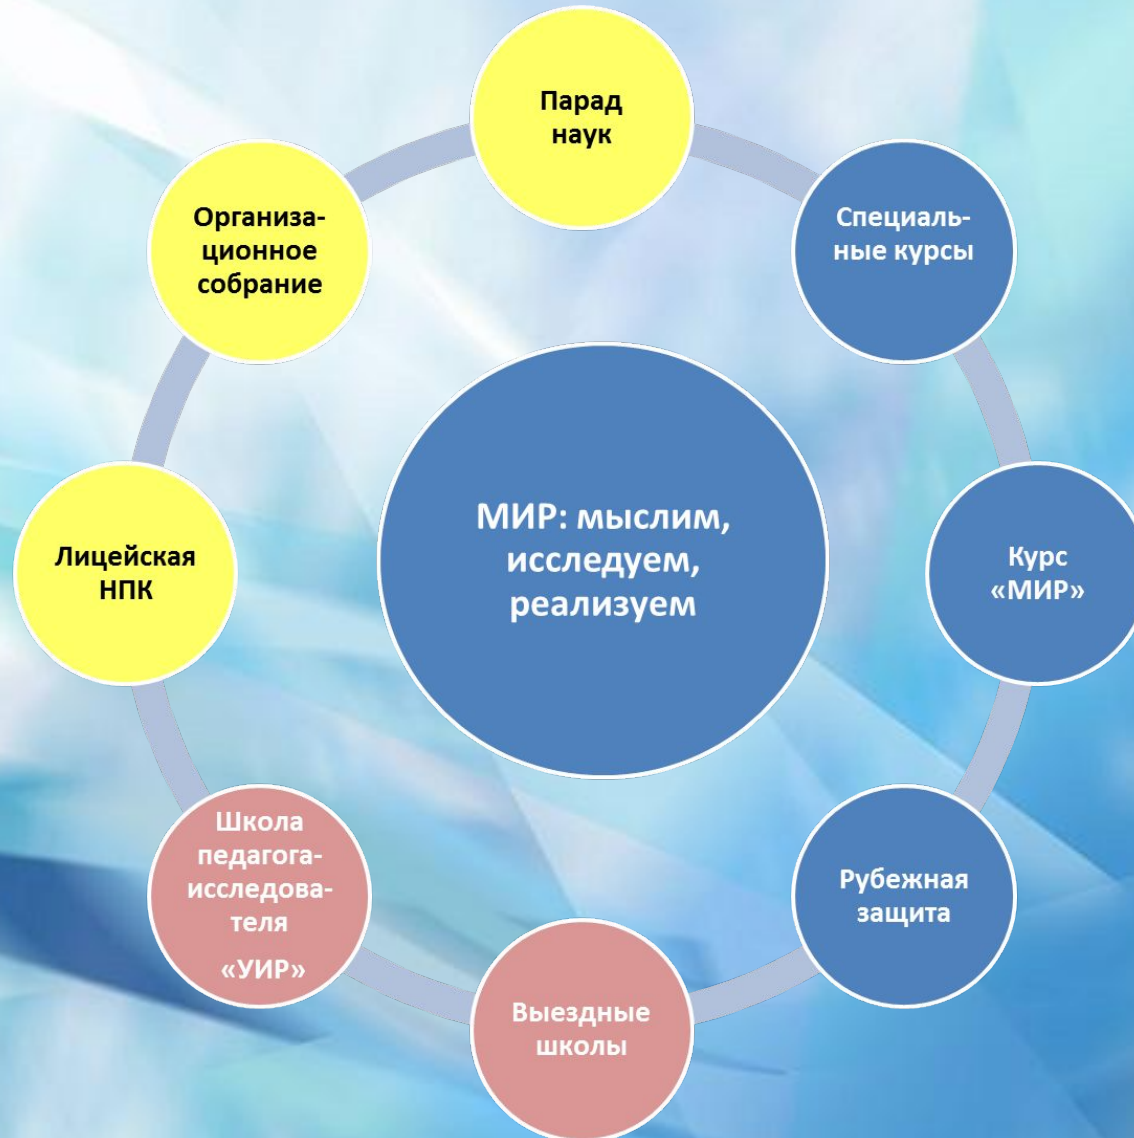 Парад
наук
Специаль-
ные курсы
Курс
«МИР»
Рубежная
защита
Выездные
школы
Школа
педагога-
исследова-
теля
«УИР»
Лицейская
НПК
Организа-
ционное
собрание
МИР: мыслим,
исследуем,
реализуем